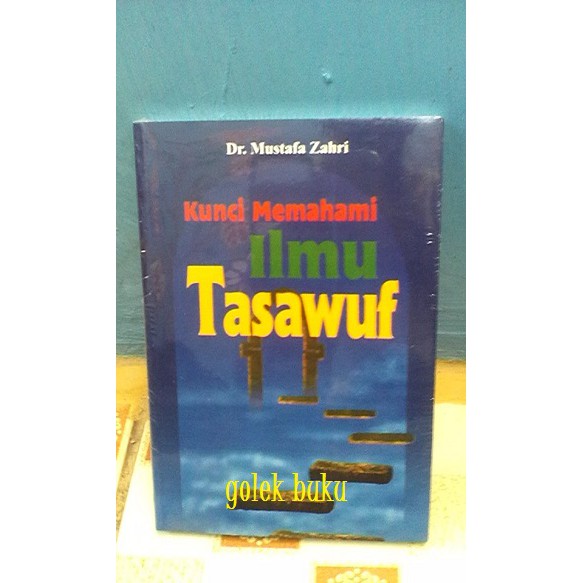 Dr. Mustafa Zahri
Kunci Memahami
Ilmu
Tasawuf
golek buku